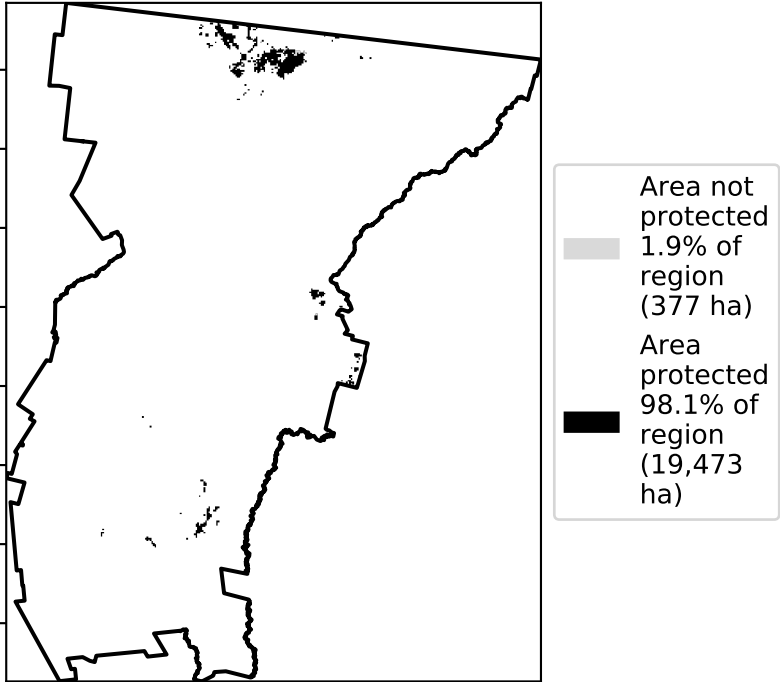 Area not
protected
1.9% of
region
(377 ha)
Area
protected
98.1% of
region
(19,473
ha)